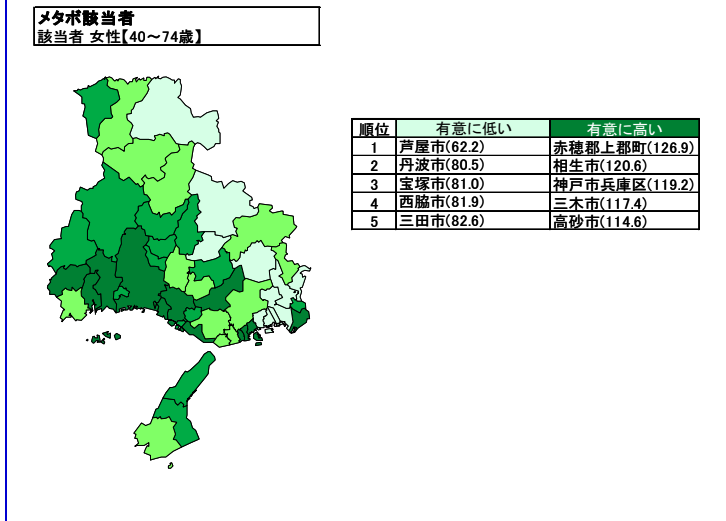 メタボ該当者
該当者 女性【40～74歳】
順位 有意に低い 有意に高い
1 芦屋市(62.2) 赤穂郡上郡町(126.9)
2 丹波市(80.5) 相生市(120.6)
3 宝塚市(81.0) 神戸市兵庫区(119.2)
4 西脇市(81.9) 三木市(117.4)
5 三田市(82.6) 高砂市(114.6)